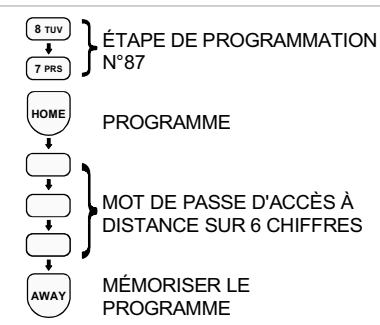 8 TUV
7 PRS
ÉTAPE DE PROGRAMMATION
N°87
HOME
PROGRAMME
MOT DE PASSE D'ACCÈS À
DISTANCE SUR 6 CHIFFRES
AWAY
MÉMORISER LE
PROGRAMME